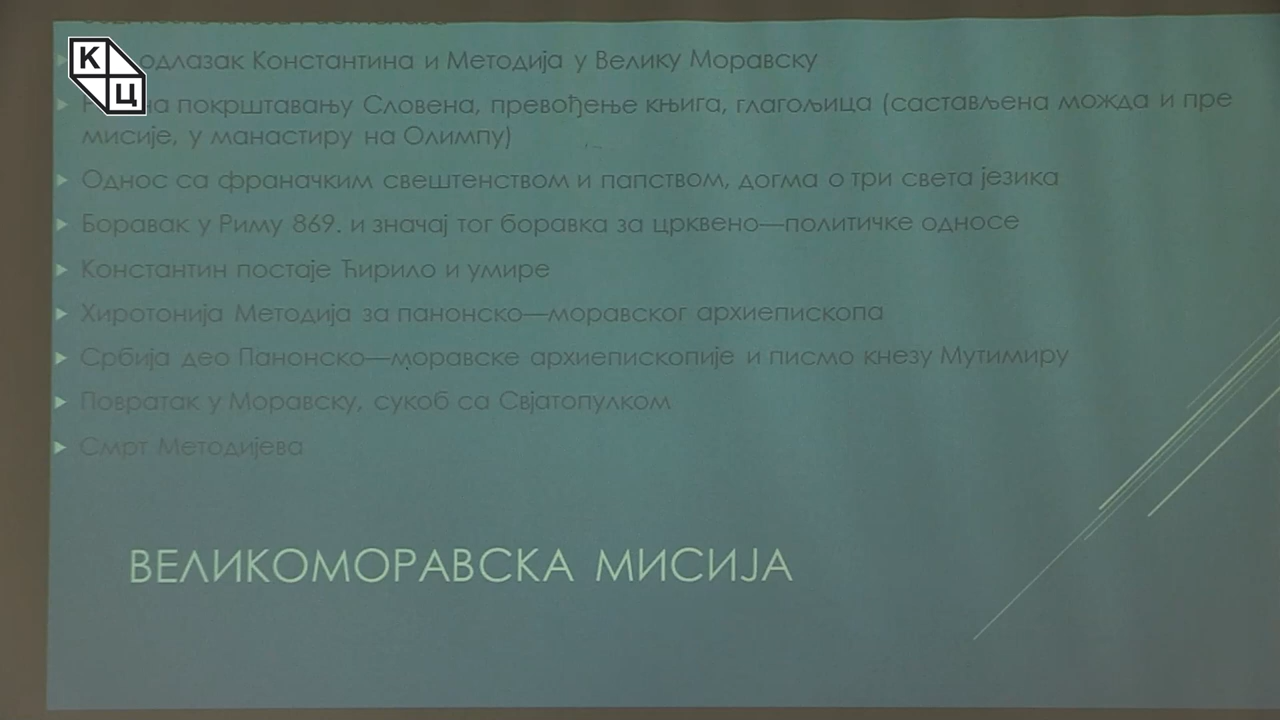 К
Ц
Константина и Методија у Велику Моравску
покрштавању Словена, превођење књига, глагољица (састављена можда и пре
мисије, у манастиру на Олимпу)
Однос са франачким свештенством и папством, догма о три света језика
Боравак у Риму 869. и значај тог боравка за црквено—политичке односе
Константин постаје Ћирило и умире
Хиротонија Методија за панонско—моравског архиепископа
Србија део Панонско—моравске архиепископије и писмо кнезу Мутимиру
Повратак у Моравску, сукоб са Свјатопулком
Смрт Методијева
ВЕЛИКОМОРАВСКА МИСИЈА